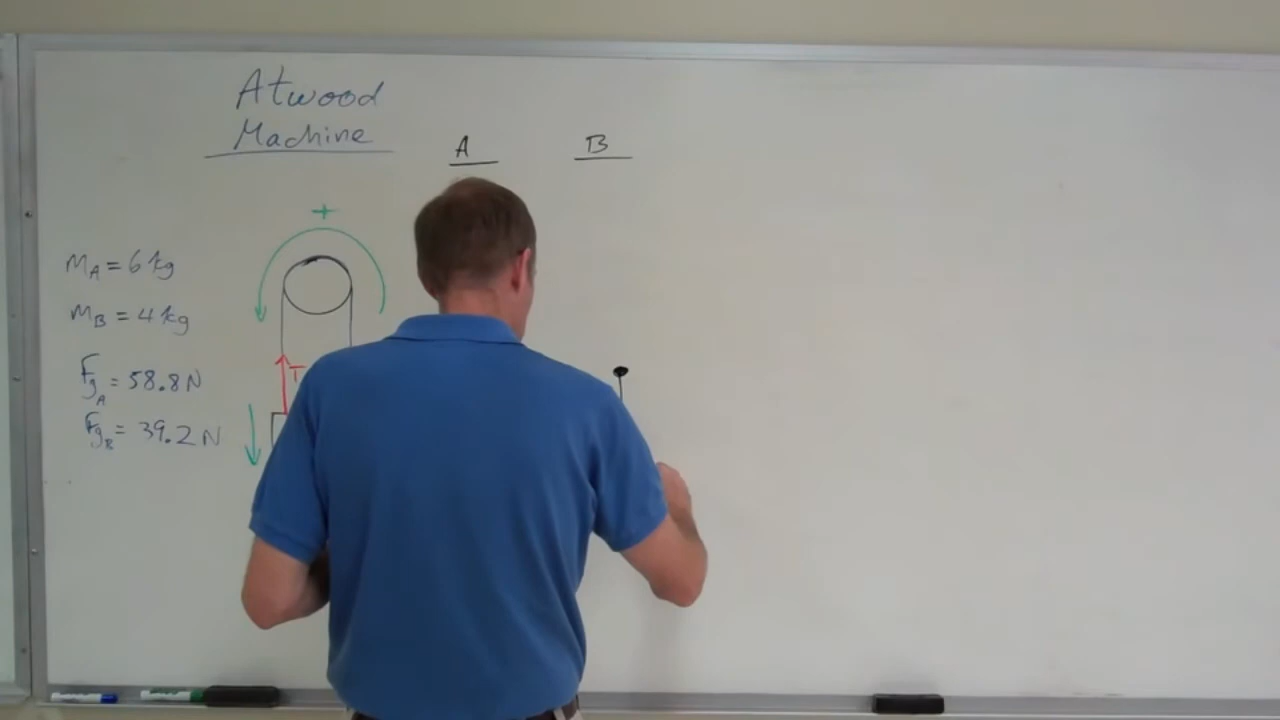 Atwood
Machine
A B
+
M_A = 6 kg
M_B = 4 kg
T
F_g_A = 58.8 N
F_g_B = 39.2 N